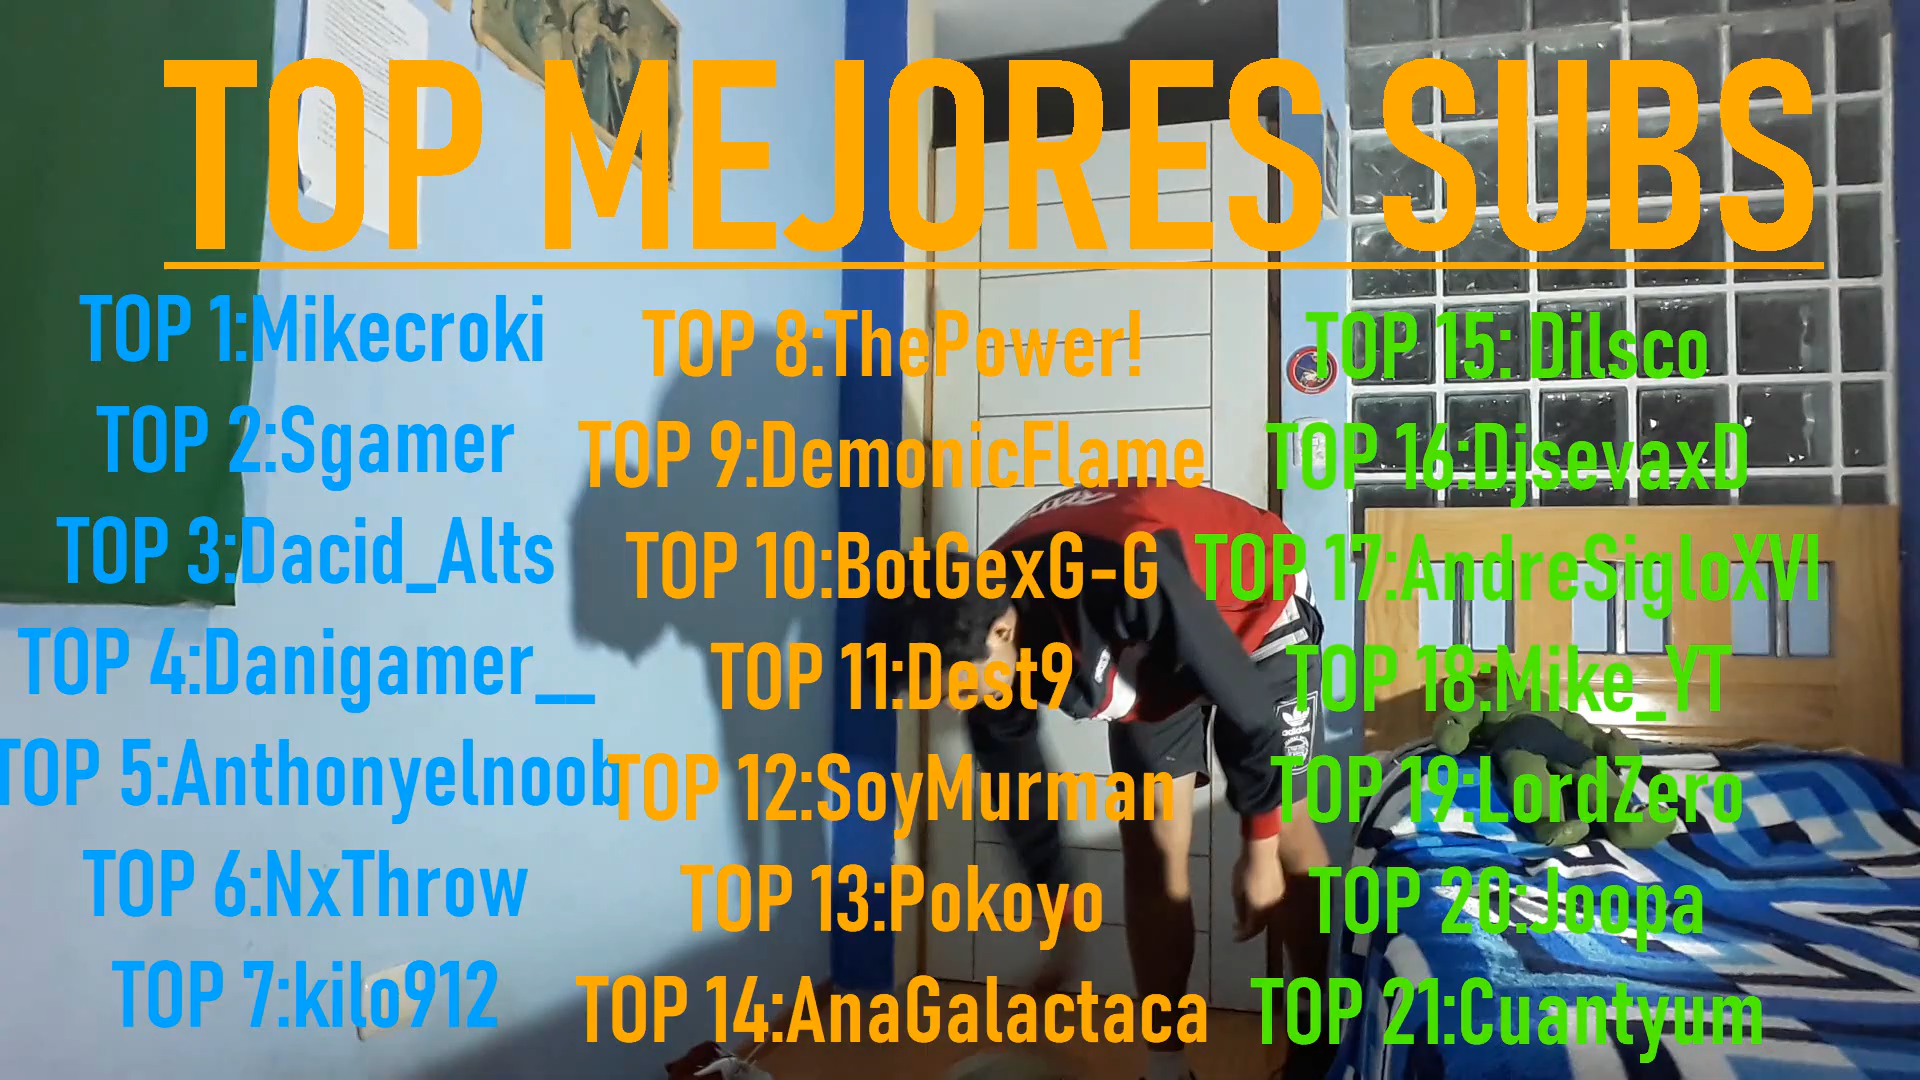 TOP MEJORES SUBS
TOP 1:Mikecroki
TOP 2:Sgamer
TOP 3:Dacid_Alts
TOP 4:Danigamer__
TOP 5:Anthonyelnoob
TOP 6:NxThrow
TOP 7:kilo912
TOP 8:ThePower!
TOP 9:DemonicFlame
TOP 10:BotGexG-G
TOP 11:Dest9
TOP 12:SoyMurman
TOP 13:Pokoyo
TOP 14:AnaGalactaca
TOP 15: Dilsco
TOP 16:DjsevaxD
TOP 17:AndreSigloXVI
TOP 18:Mike_YT
TOP 19:LordZero
TOP 20:Joopa
TOP 21:Cuantyum
adidas